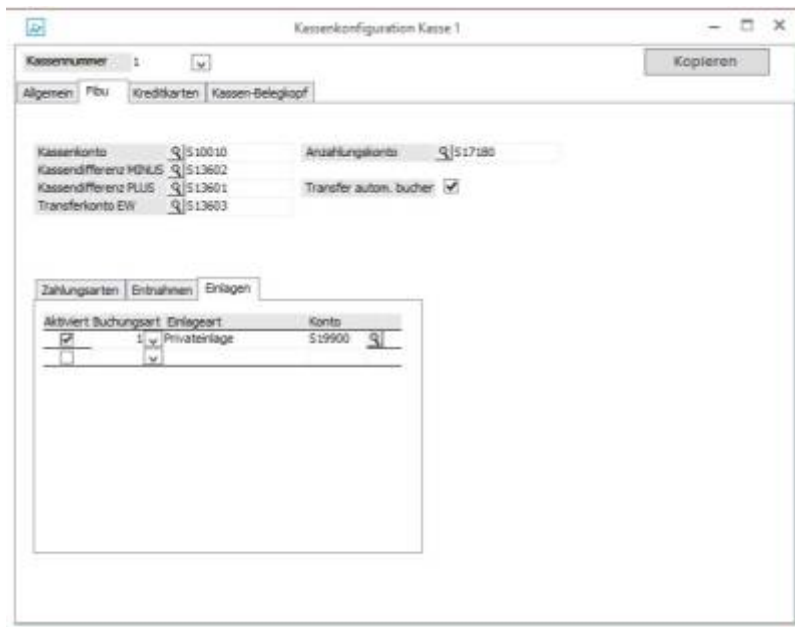 Kassenkonfiguration Kasse 1
Kassennummer 1
Kopieren
Allgemein Fibu Kreditkarten Kassen-Belegkopf
Kassenkonto S10010 Anzahlungskonto S17180
Kassendifferenz MINUS S13602
Kassendifferenz PLUS S13601 Transfer autom. bucher
Transferkonto EW S13603
Zahlungsarten Entnahmen Einlagen
Aktiviert Buchungsart Einlageart Konto
1 Privateinlage S19900